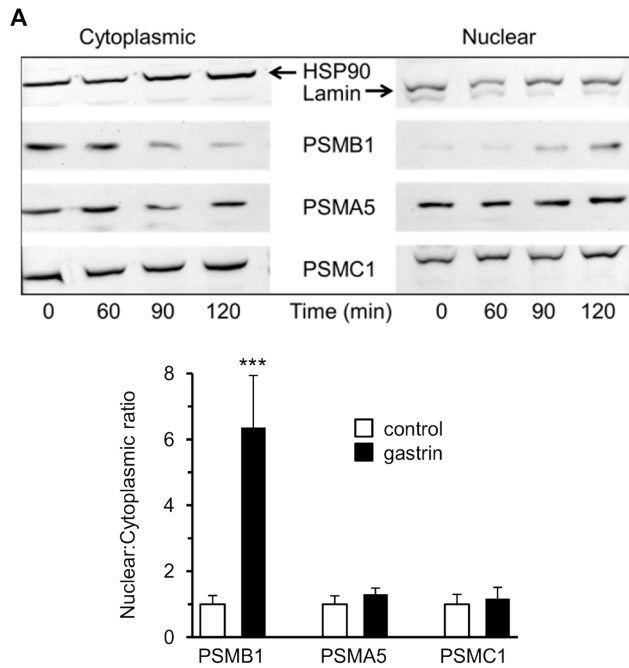 A
Cytoplasmic Nuclear
HSP90
Lamin
PSMB1
PSMA5
PSMC1
0 60 90 120 Time (min) 0 60 90 120
***
8
6
4
2
0
Nuclear:Cytoplasmic ratio
control
gastrin
PSMB1 PSMA5 PSMC1